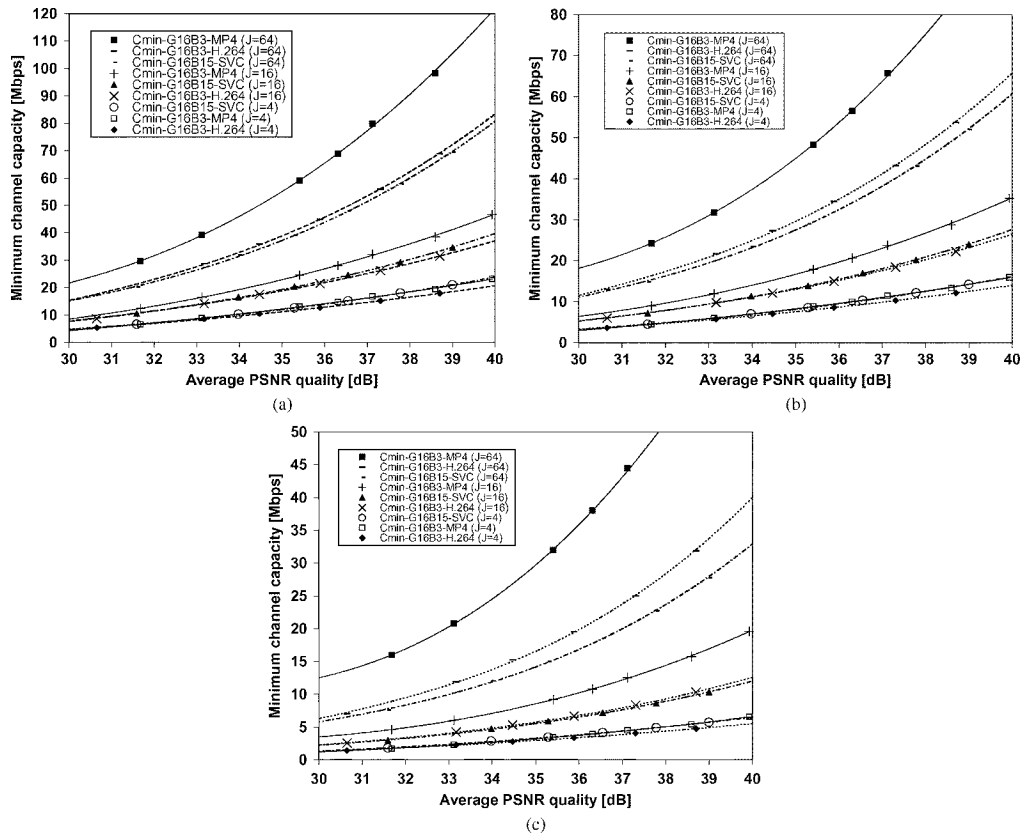 120
110
100
90
80
70
60
50
40
30
20
10
0
Minimum channel capacity [Mbps]
Cmin-G16B3-MP4 (J=64)
Cmin-G16B3-H.264 (J=64)
Cmin-G16B15-SVC (J=64)
Cmin-G16B3-MP4 (J=16)
Cmin-G16B15-SVC (J=16)
Cmin-G16B3-H.264 (J=16)
Cmin-G16B15-SVC (J=4)
Cmin-G16B3-MP4 (J=4)
Cmin-G16B3-H.264 (J=4)
30 31 32 33 34 35 36 37 38 39 40
Average PSNR quality [dB]
(a)
80
70
60
50
40
30
20
10
0
Minimum channel capacity [Mbps]
Cmin-G16B3-MP4 (J=64)
Cmin-G16B3-H.264 (J=64)
Cmin-G16B15-SVC (J=64)
Cmin-G16B3-MP4 (J=16)
Cmin-G16B15-SVC (J=16)
Cmin-G16B3-H.264 (J=16)
Cmin-G16B15-SVC (J=4)
Cmin-G16B3-MP4 (J=4)
Cmin-G16B3-H.264 (J=4)
30 31 32 33 34 35 36 37 38 39 40
Average PSNR quality [dB]
(b)
50
45
40
35
30
25
20
15
10
5
0
Minimum channel capacity [Mbps]
Cmin-G16B3-MP4 (J=64)
Cmin-G16B3-H.264 (J=64)
Cmin-G16B15-SVC (J=64)
Cmin-G16B3-MP4 (J=16)
Cmin-G16B15-SVC (J=16)
Cmin-G16B3-H.264 (J=16)
Cmin-G16B15-SVC (J=4)
Cmin-G16B3-MP4 (J=4)
Cmin-G16B3-H.264 (J=4)
30 31 32 33 34 35 36 37 38 39 40
Average PSNR quality [dB]
(c)